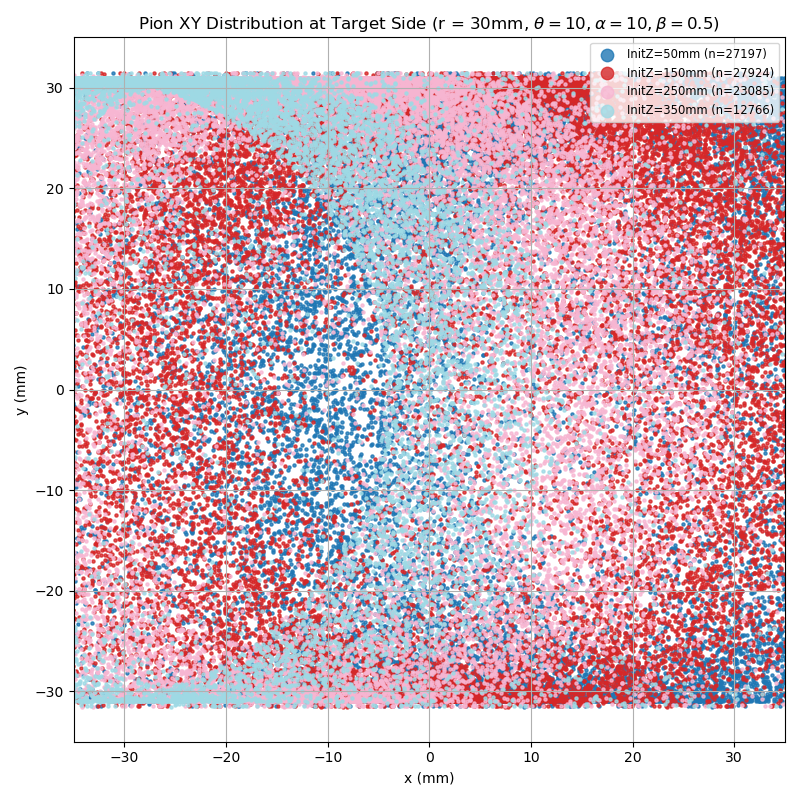 Pion XY Distribution at Target Side (r = 30mm, θ = 10, α = 10, β = 0.5)
InitZ=50mm (n=27197)
InitZ=150mm (n=27924)
InitZ=250mm (n=23085)
InitZ=350mm (n=12766)
30
20
10
0
−10
−20
−30
y (mm)
−30 −20 −10 0 10 20 30
x (mm)